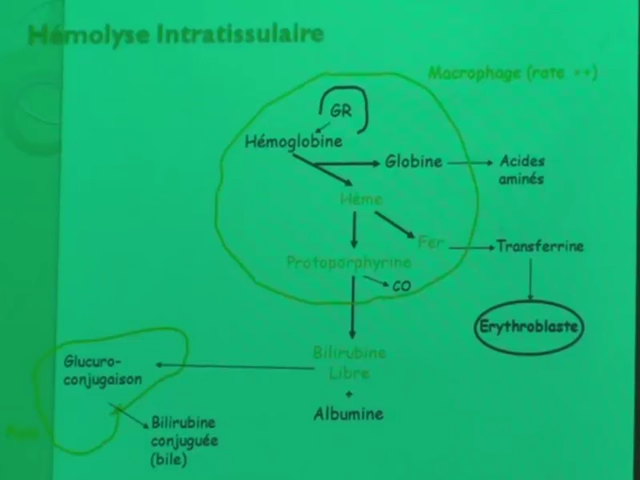 Hémolyse Intratissulaire
Macrophage (rate ++)
GR
Hémoglobine
Globine
Acides
aminés
Hème
Fer
Transferrine
Protoporphyrine
CO
Erythroblaste
Bilirubine
Libre
+
Albumine
Glucuro-
conjugaison
Bilirubine
conjuguée
(bile)